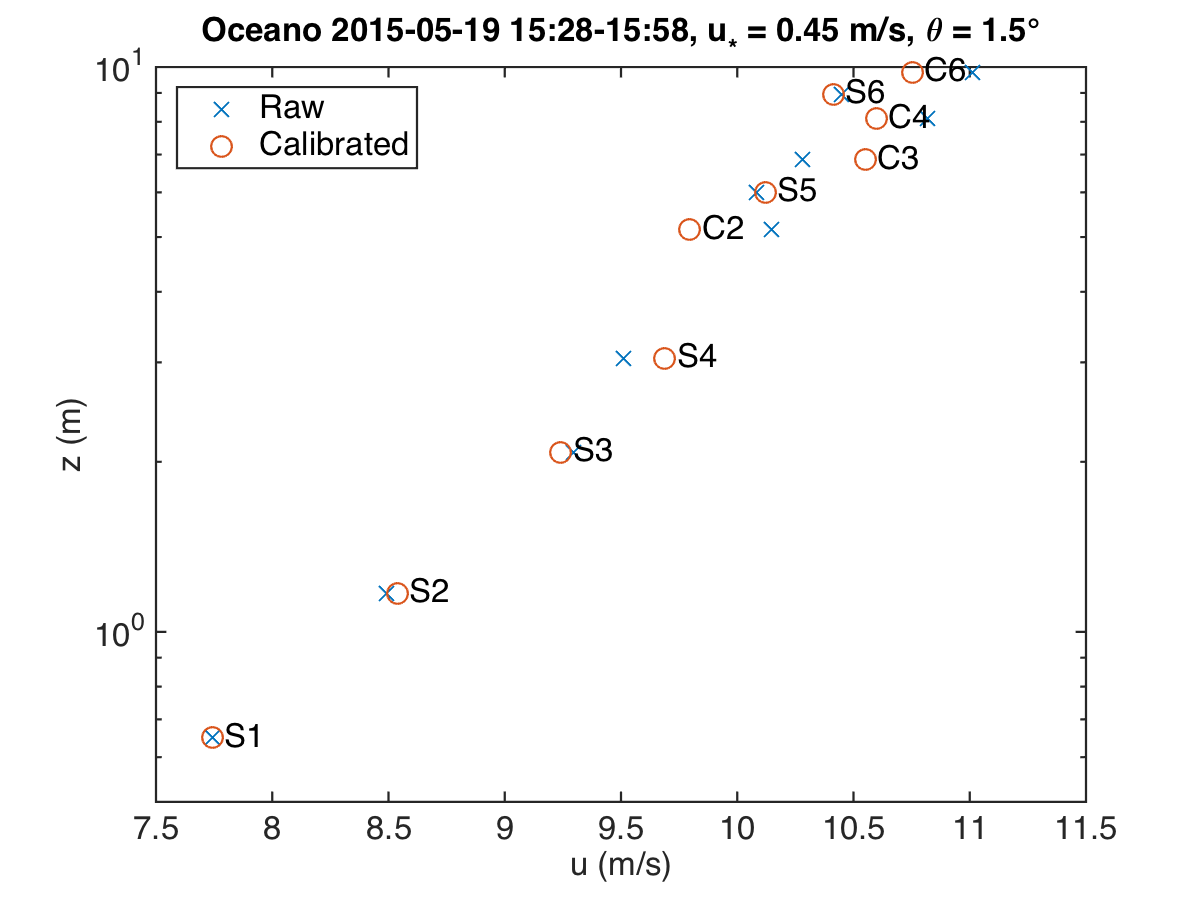 Oceano 2015-05-19 15:28-15:58, u* = 0.45 m/s, θ = 1.5°
10^1
Raw
Calibrated
C6
S6
C4
C3
S5
C2
S4
z (m)
S3
S2
10^0
S1
7.5 8 8.5 9 9.5 10 10.5 11 11.5
u (m/s)